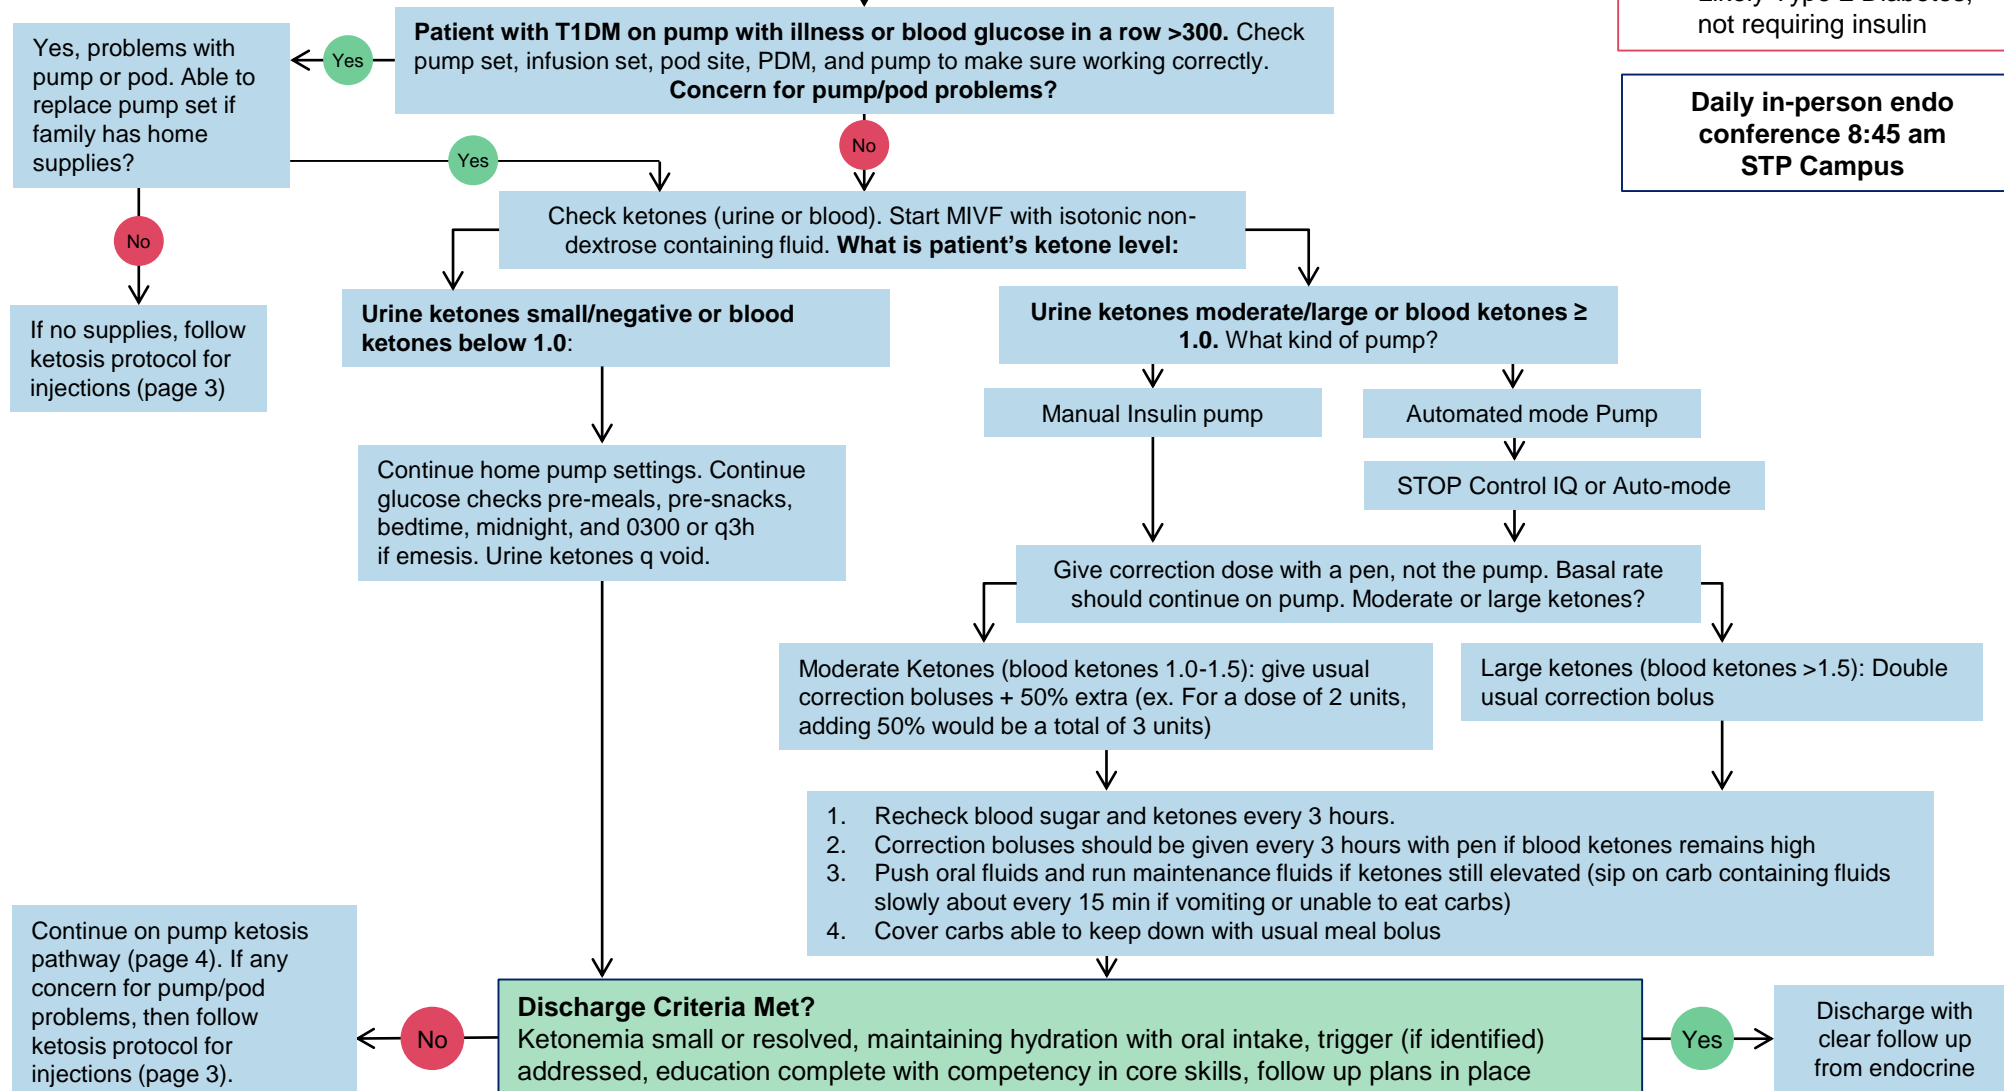 Likely Type 2 Diabetes,
not requiring insulin
Patient with T1DM on pump with illness or blood glucose in a row >300. Check
pump set, infusion set, pod site, PDM, and pump to make sure working correctly.
Concern for pump/pod problems?
Yes
Yes, problems with
pump or pod. Able to
replace pump set if
family has home
supplies?
Daily in-person endo
conference 8:45 am
STP Campus
Yes
No
No
If no supplies, follow
ketosis protocol for
injections (page 3)
Check ketones (urine or blood). Start MIVF with isotonic non-
dextrose containing fluid. What is patient’s ketone level:
Urine ketones small/negative or blood
ketones below 1.0:
Urine ketones moderate/large or blood ketones ≥
1.0. What kind of pump?
Manual Insulin pump
Automated mode Pump
STOP Control IQ or Auto-mode
Continue home pump settings. Continue
glucose checks pre-meals, pre-snacks,
bedtime, midnight, and 0300 or q3h
if emesis. Urine ketones q void.
Give correction dose with a pen, not the pump. Basal rate
should continue on pump. Moderate or large ketones?
Moderate Ketones (blood ketones 1.0-1.5): give usual
correction boluses + 50% extra (ex. For a dose of 2 units,
adding 50% would be a total of 3 units)
Large ketones (blood ketones >1.5): Double
usual correction bolus
1. Recheck blood sugar and ketones every 3 hours.
2. Correction boluses should be given every 3 hours with pen if blood ketones remains high
3. Push oral fluids and run maintenance fluids if ketones still elevated (sip on carb containing fluids
slowly about every 15 min if vomiting or unable to eat carbs)
4. Cover carbs able to keep down with usual meal bolus
Continue on pump ketosis
pathway (page 4). If any
concern for pump/pod
problems, then follow
ketosis protocol for
injections (page 3).
No
Discharge Criteria Met?
Ketonemia small or resolved, maintaining hydration with oral intake, trigger (if identified)
addressed, education complete with competency in core skills, follow up plans in place
Yes
Discharge with
clear follow up
from endocrine